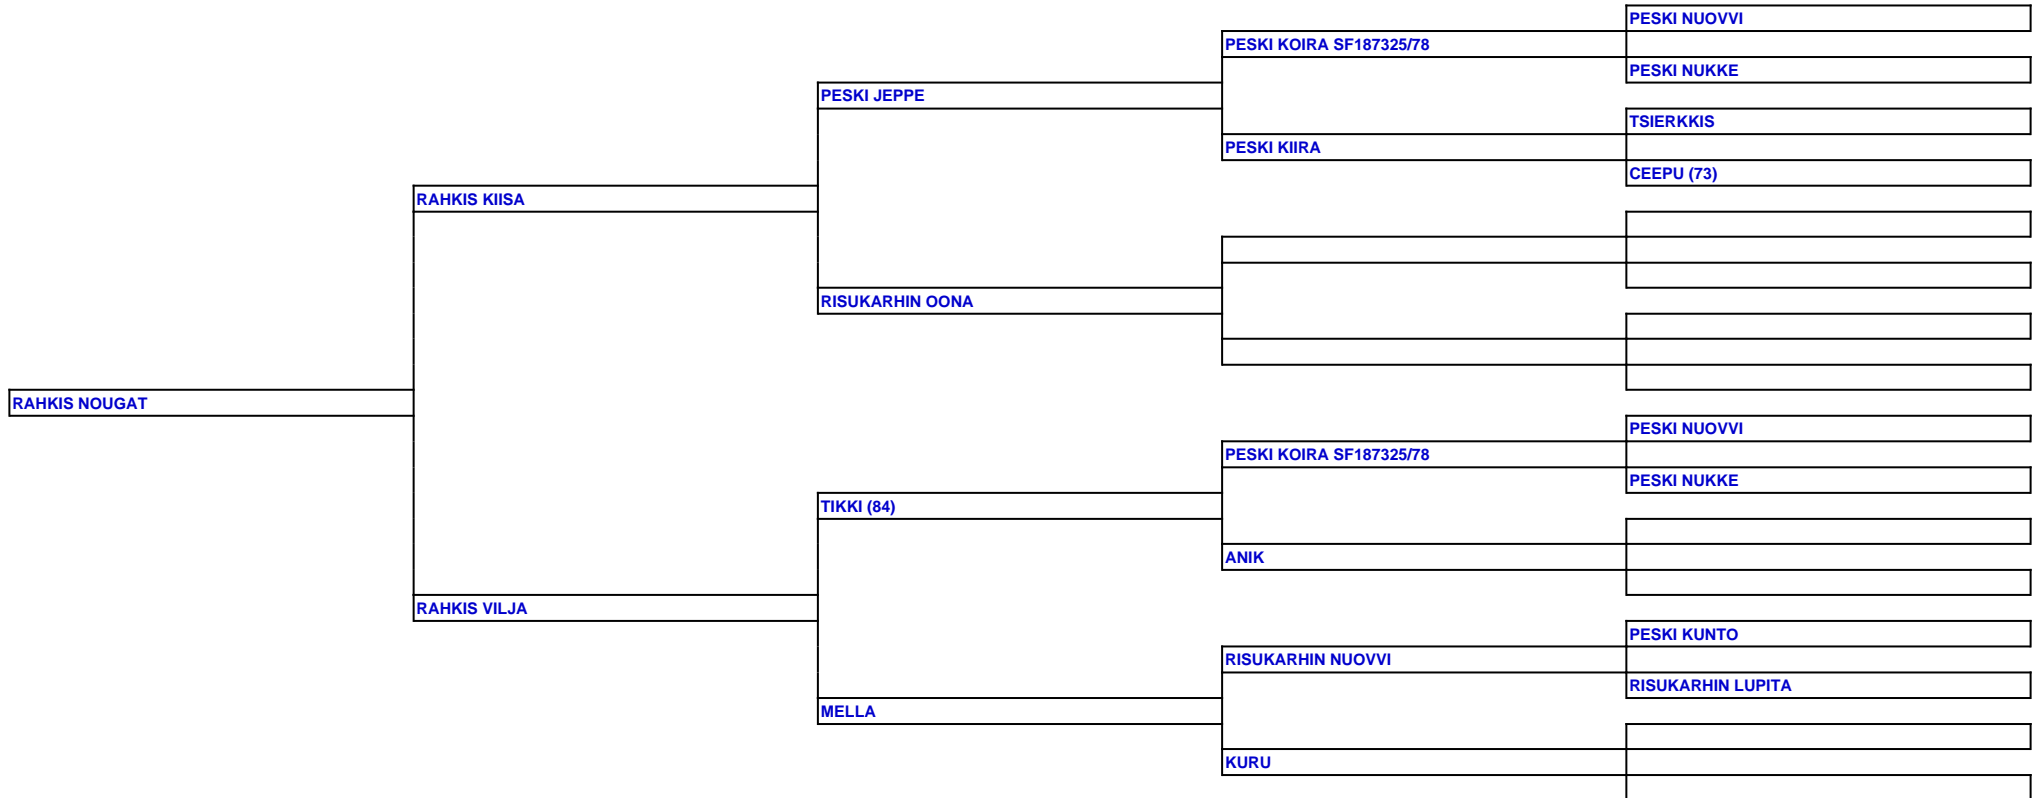 PESKI NUOVVI
PESKI KOIRA SF187325/78
PESKI NUKKE
PESKI JEPPE
TSIERKKIS
PESKI KIIRA
CEEPU (73)
RAHKIS KIISA
RISUKARHIN OONA
RAHKIS NOUGAT
PESKI NUOVVI
PESKI KOIRA SF187325/78
PESKI NUKKE
TIKKI (84)
ANIK
RAHKIS VILJA
PESKI KUNTO
RISUKARHIN NUOVVI
RISUKARHIN LUPITA
MELLA
KURU